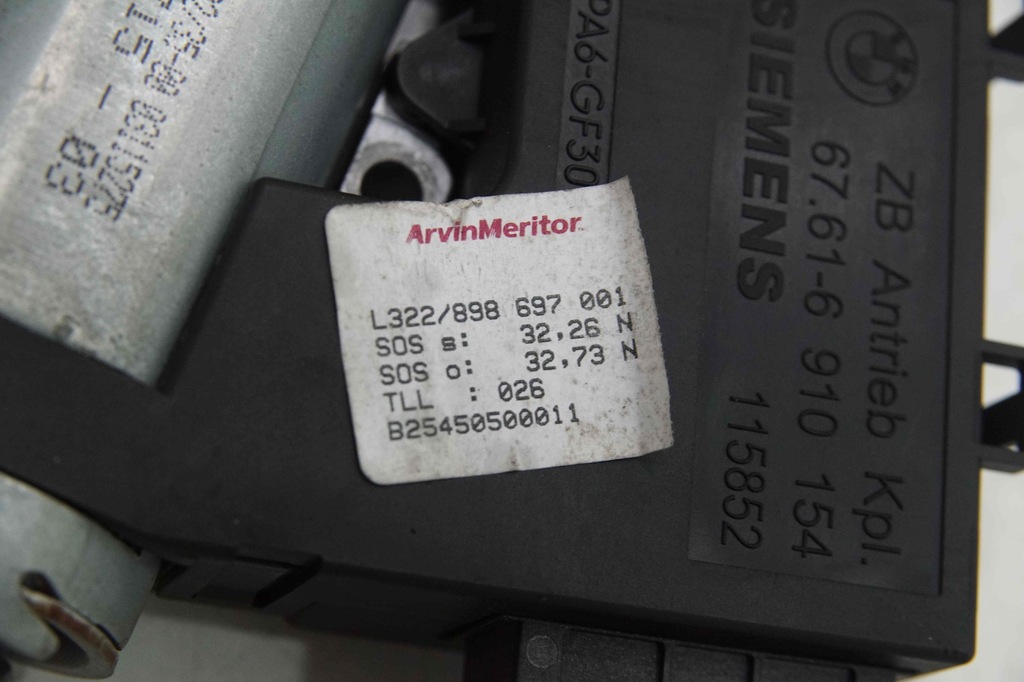 ArvinMeritor
L322/898 697 001
SOS s: 32,26 N
SOS o: 32,73 N
TLL : 026
B25450500011
PA6-GF30
SIEMENS
ZB Antrieb Kpl.
67.61-6 910 154
115852
03